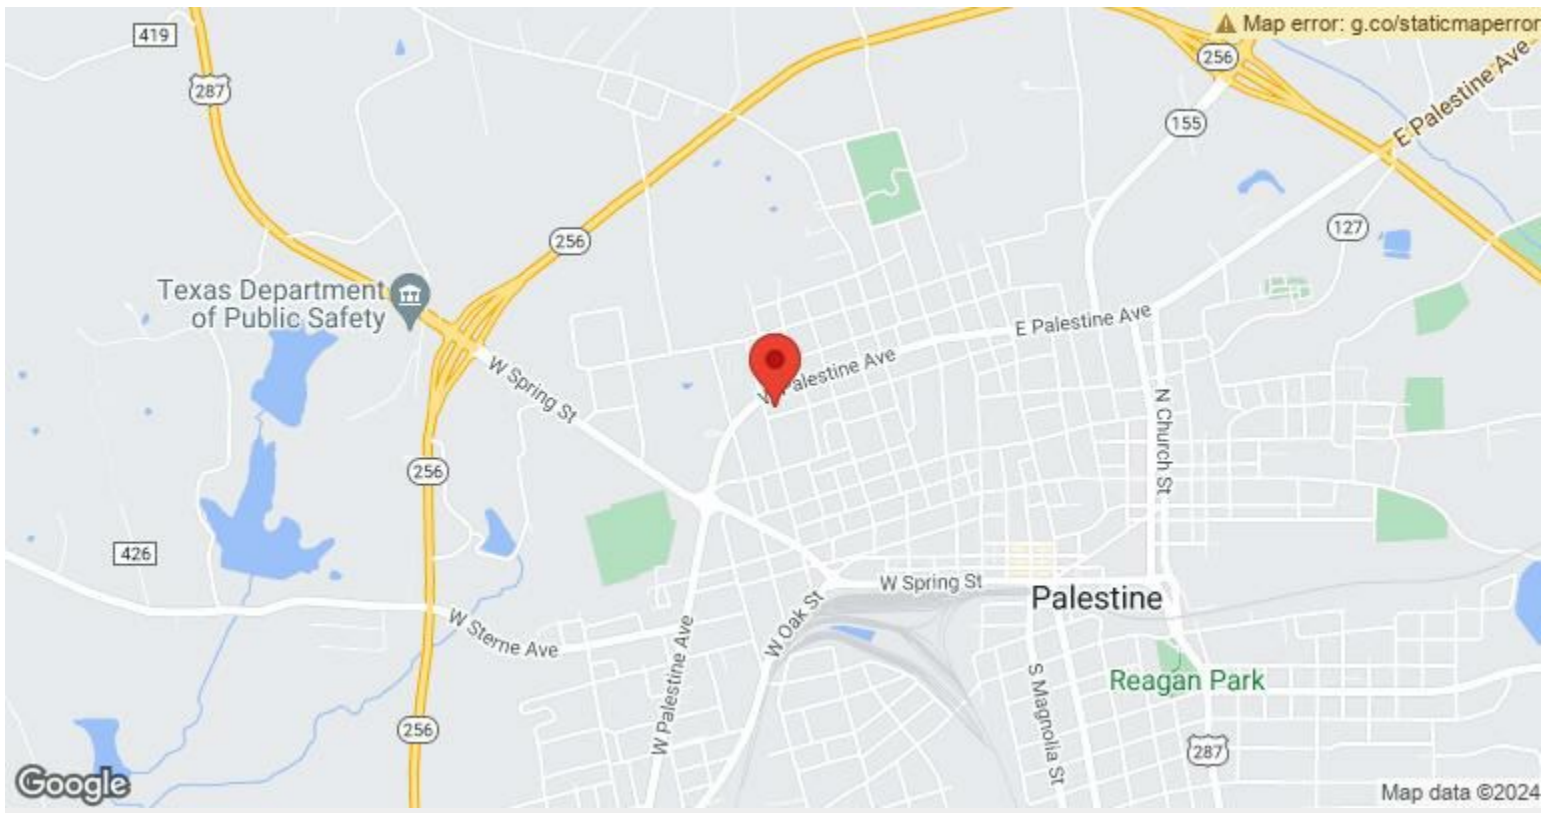 Map error: g.co/staticmaperror
419
256
287
E Palestine Ave
155
127
256
Texas Department
of Public Safety
E Palestine Ave
W Palestine Ave
W Spring St
N Church St
256
426
W Spring St
Palestine
W Oak St
W Sterne Ave
W Palestine Ave
Reagan Park
S Magnolia St
256
287
Google
Map data ©2024